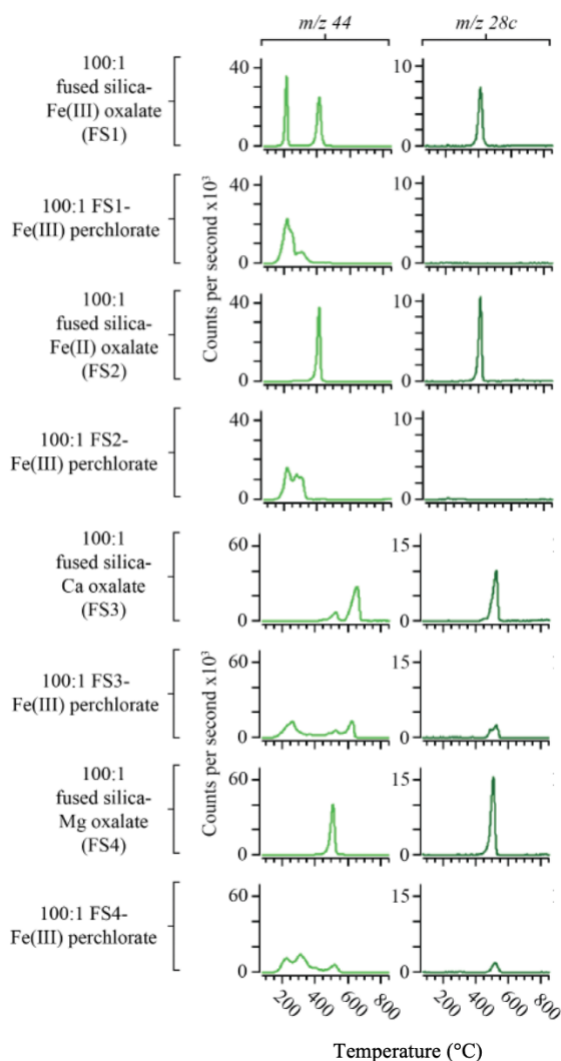 m/z 44
m/z 28c
100:1
fused silica-
Fe(III) oxalate
(FS1)
40
0
10
0
100:1 FS1-
Fe(III) perchlorate
40
0
10
0
Counts per second x10³
100:1
fused silica-
Fe(II) oxalate
(FS2)
40
0
10
0
100:1 FS2-
Fe(III) perchlorate
40
0
10
0
100:1
fused silica-
Ca oxalate
(FS3)
60
0
15
0
100:1 FS3-
Fe(III) perchlorate
60
0
15
0
Counts per second x10³
100:1
fused silica-
Mg oxalate
(FS4)
60
0
15
0
100:1 FS4-
Fe(III) perchlorate
60
0
15
0
200 400 600 800
200 400 600 800
Temperature (°C)